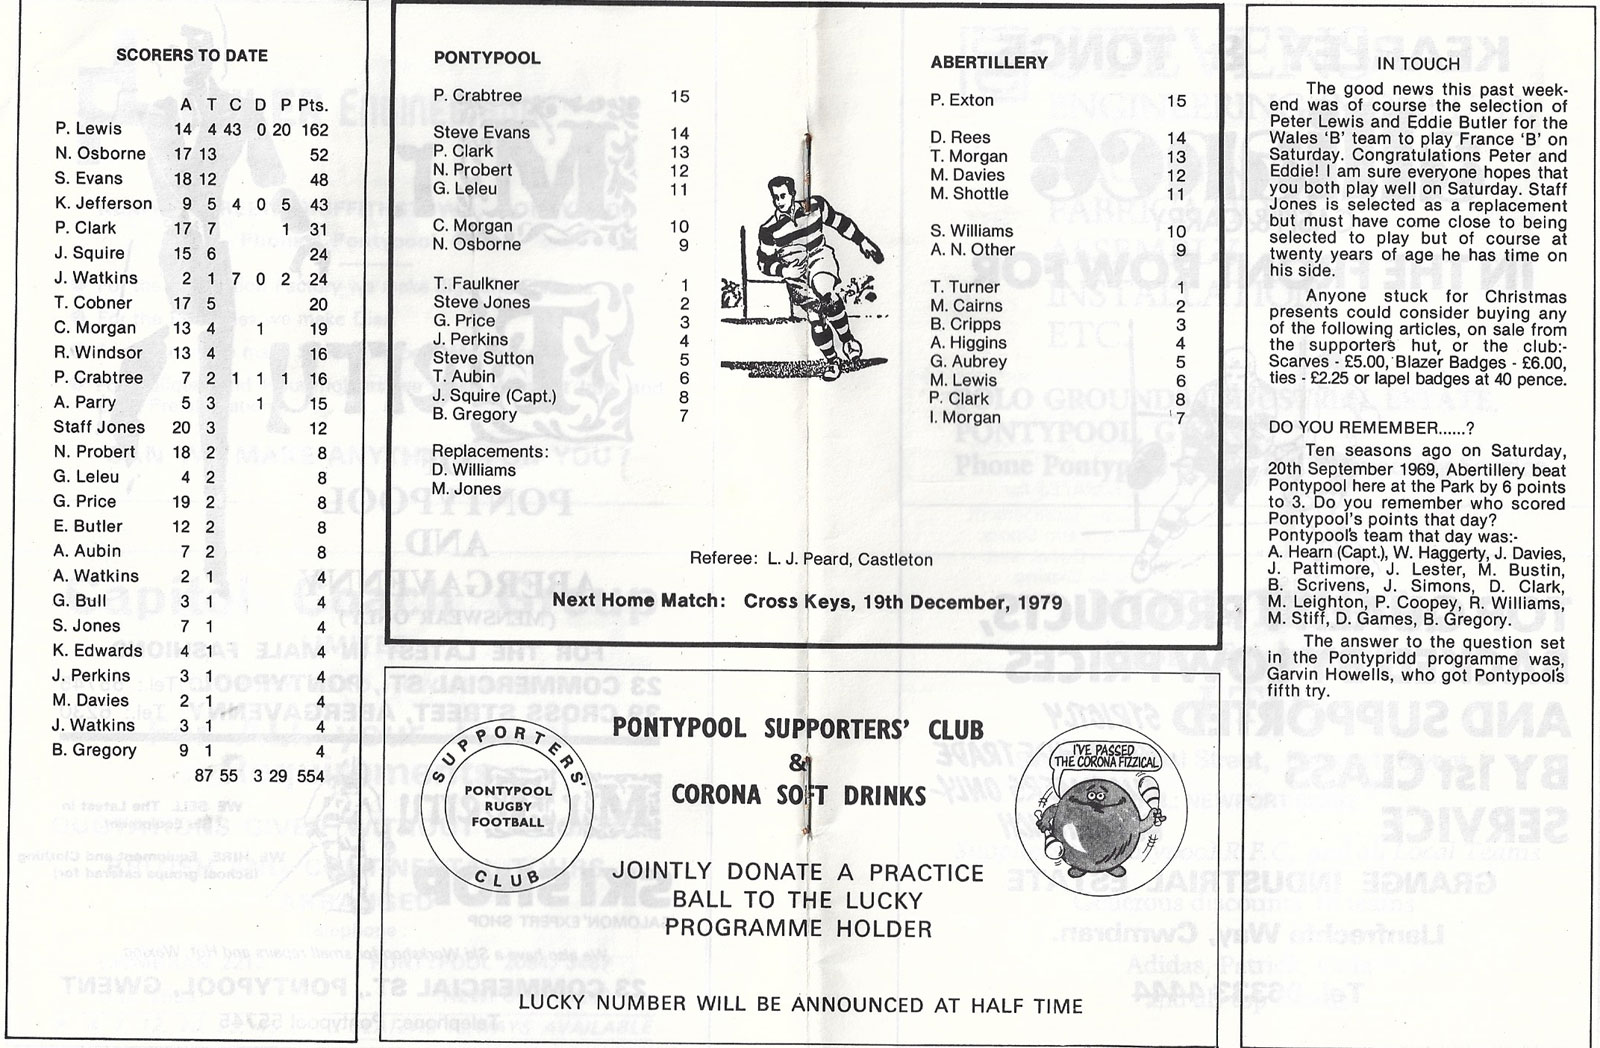 SCORERS TO DATE
A T C D P Pts.
P. Lewis 14 4 43 0 20 162
N. Osborne 17 13 52
S. Evans 18 12 48
K. Jefferson 9 5 4 0 5 43
P. Clark 17 7 1 31
J. Squire 15 6 24
J. Watkins 2 1 7 0 2 24
T. Cobner 17 5 20
C. Morgan 13 4 1 19
R. Windsor 13 4 16
P. Crabtree 7 2 1 1 1 16
A. Parry 5 3 1 15
Staff Jones 20 3 12
N. Probert 18 2 8
G. Leleu 4 2 8
G. Price 19 2 8
E. Butler 12 2 8
A. Aubin 7 2 8
A. Watkins 2 1 4
G. Bull 3 1 4
S. Jones 7 1 4
K. Edwards 4 1 4
J. Perkins 3 1 4
M. Davies 2 1 4
J. Watkins 3 1 4
B. Gregory 9 1 4
87 55 3 29 554
PONTYPOOL
P. Crabtree 15
Steve Evans 14
P. Clark 13
N. Probert 12
G. Leleu 11
C. Morgan 10
N. Osborne 9
T. Faulkner 1
Steve Jones 2
G. Price 3
J. Perkins 4
Steve Sutton 5
T. Aubin 6
J. Squire (Capt.) 8
B. Gregory 7
Replacements:
D. Williams
M. Jones
ABERTILLERY
P. Exton 15
D. Rees 14
T. Morgan 13
M. Davies 12
M. Shottle 11
S. Williams 10
A. N. Other 9
T. Turner 1
M. Cairns 2
B. Cripps 3
A. Higgins 4
G. Aubrey 5
M. Lewis 6
P. Clark 8
I. Morgan 7
Referee: L. J. Peard, Castleton
Next Home Match: Cross Keys, 19th December, 1979
SUPPORTERS'
PONTYPOOL
RUGBY
FOOTBALL
CLUB
PONTYPOOL SUPPORTERS' CLUB
&
CORONA SOFT DRINKS
I'VE PASSED
THE CORONA FIZZICAL
JOINTLY DONATE A PRACTICE
BALL TO THE LUCKY
PROGRAMME HOLDER
LUCKY NUMBER WILL BE ANNOUNCED AT HALF TIME
IN TOUCH
The good news this past week-
end was of course the selection of
Peter Lewis and Eddie Butler for the
Wales 'B' team to play France 'B' on
Saturday. Congratulations Peter and
Eddie! I am sure everyone hopes that
you both play well on Saturday. Staff
Jones is selected as a replacement
but must have come close to being
selected to play but of course at
twenty years of age he has time on
his side.
Anyone stuck for Christmas
presents could consider buying any
of the following articles, on sale from
the supporters hut, or the club:-
Scarves - £5.00, Blazer Badges - £6.00,
ties - £2.25 or lapel badges at 40 pence.
DO YOU REMEMBER......?
Ten seasons ago on Saturday,
20th September 1969, Abertillery beat
Pontypool here at the Park by 6 points
to 3. Do you remember who scored
Pontypool's points that day?
Pontypool's team that day was:-
A. Hearn (Capt.), W. Haggerty, J. Davies,
J. Pattimore, J. Lester, M. Bustin,
B. Scrivens, J. Simons, D. Clark,
M. Leighton, P. Coopey, R. Williams,
M. Stiff, D. Games, B. Gregory.
The answer to the question set
in the Pontypridd programme was,
Garvin Howells, who got Pontypool's
fifth try.